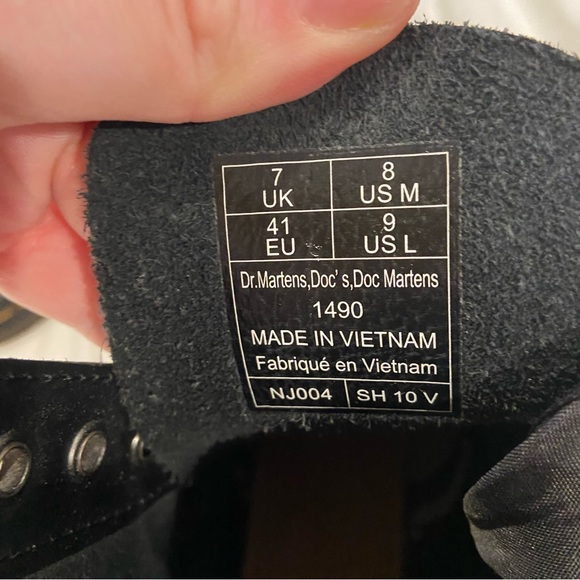 7 8
UK US M
41 9
EU US L
Dr.Martens,Doc' s,Doc Martens
1490
MADE IN VIETNAM
Fabriqué en Vietnam
NJ004 SH 10 V